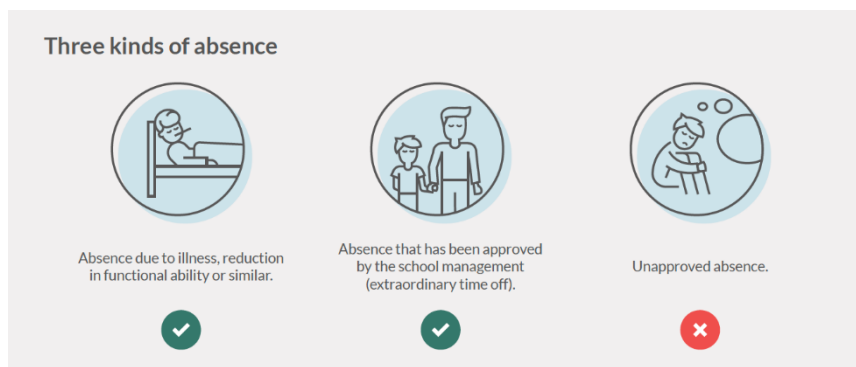 Three kinds of absence
Absence due to illness, reduction
in functional ability or similar.
Absence that has been approved
by the school management
(extraordinary time off).
Unapproved absence.